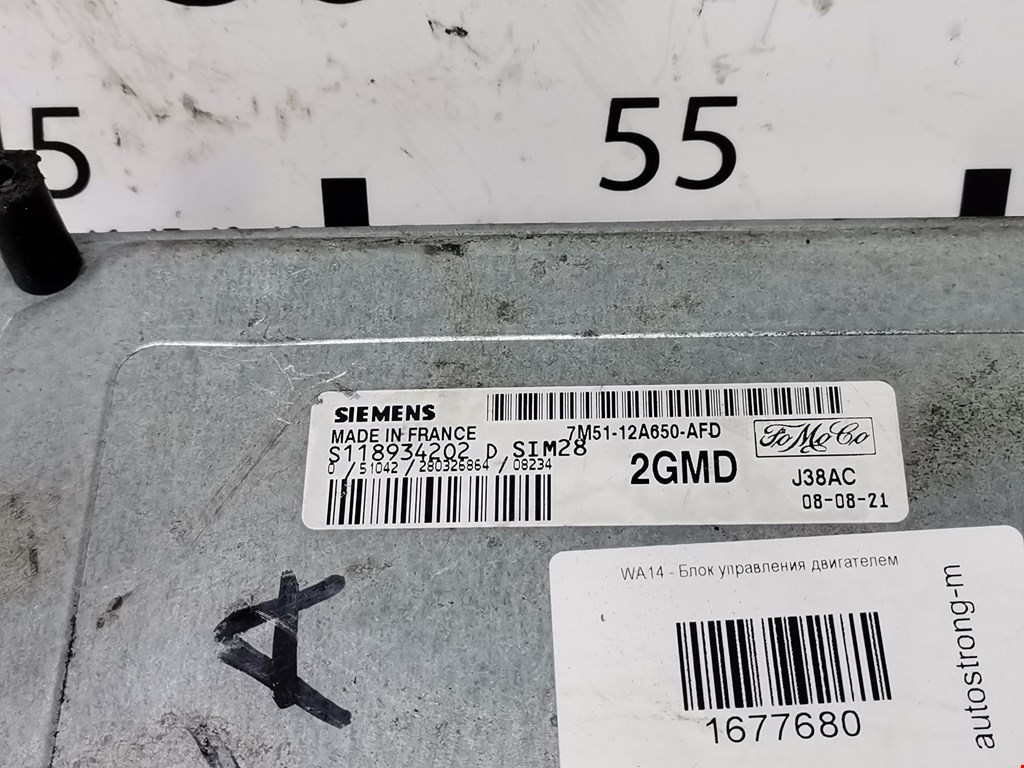 5
55
SIEMENS
MADE IN FRANCE
S118934202 D SIM28
0 / 51042 / 280326864 / 08234
7M51-12A650-AFD
2GMD
FoMoCo
J38AC
08-08-21
A
WA14 - Блок управления двигателем
1677680
autostrong-m